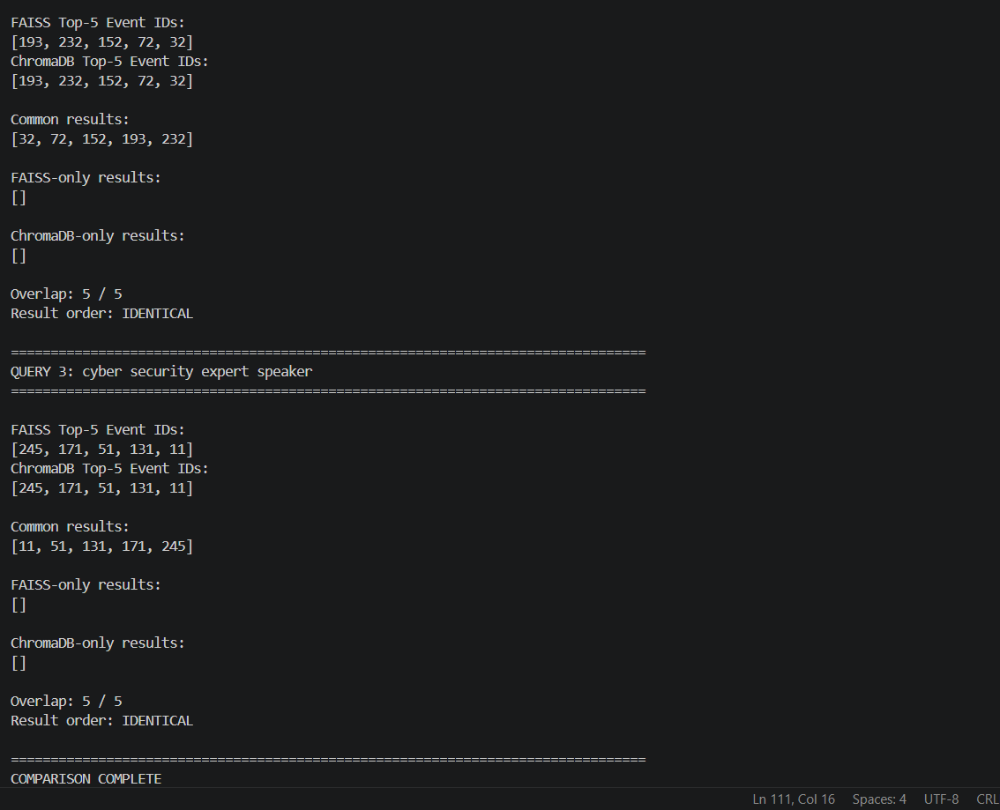 FAISS Top-5 Event IDs:
[193, 232, 152, 72, 32]
ChromaDB Top-5 Event IDs:
[193, 232, 152, 72, 32]
Common results:
[32, 72, 152, 193, 232]
FAISS-only results:
[]
ChromaDB-only results:
[]
Overlap: 5 / 5
Result order: IDENTICAL
================================================================================
QUERY 3: cyber security expert speaker
================================================================================
FAISS Top-5 Event IDs:
[245, 171, 51, 131, 11]
ChromaDB Top-5 Event IDs:
[245, 171, 51, 131, 11]
Common results:
[11, 51, 131, 171, 245]
FAISS-only results:
[]
ChromaDB-only results:
[]
Overlap: 5 / 5
Result order: IDENTICAL
================================================================================
COMPARISON COMPLETE
Ln 111, Col 16 Spaces: 4 UTF-8 CRL